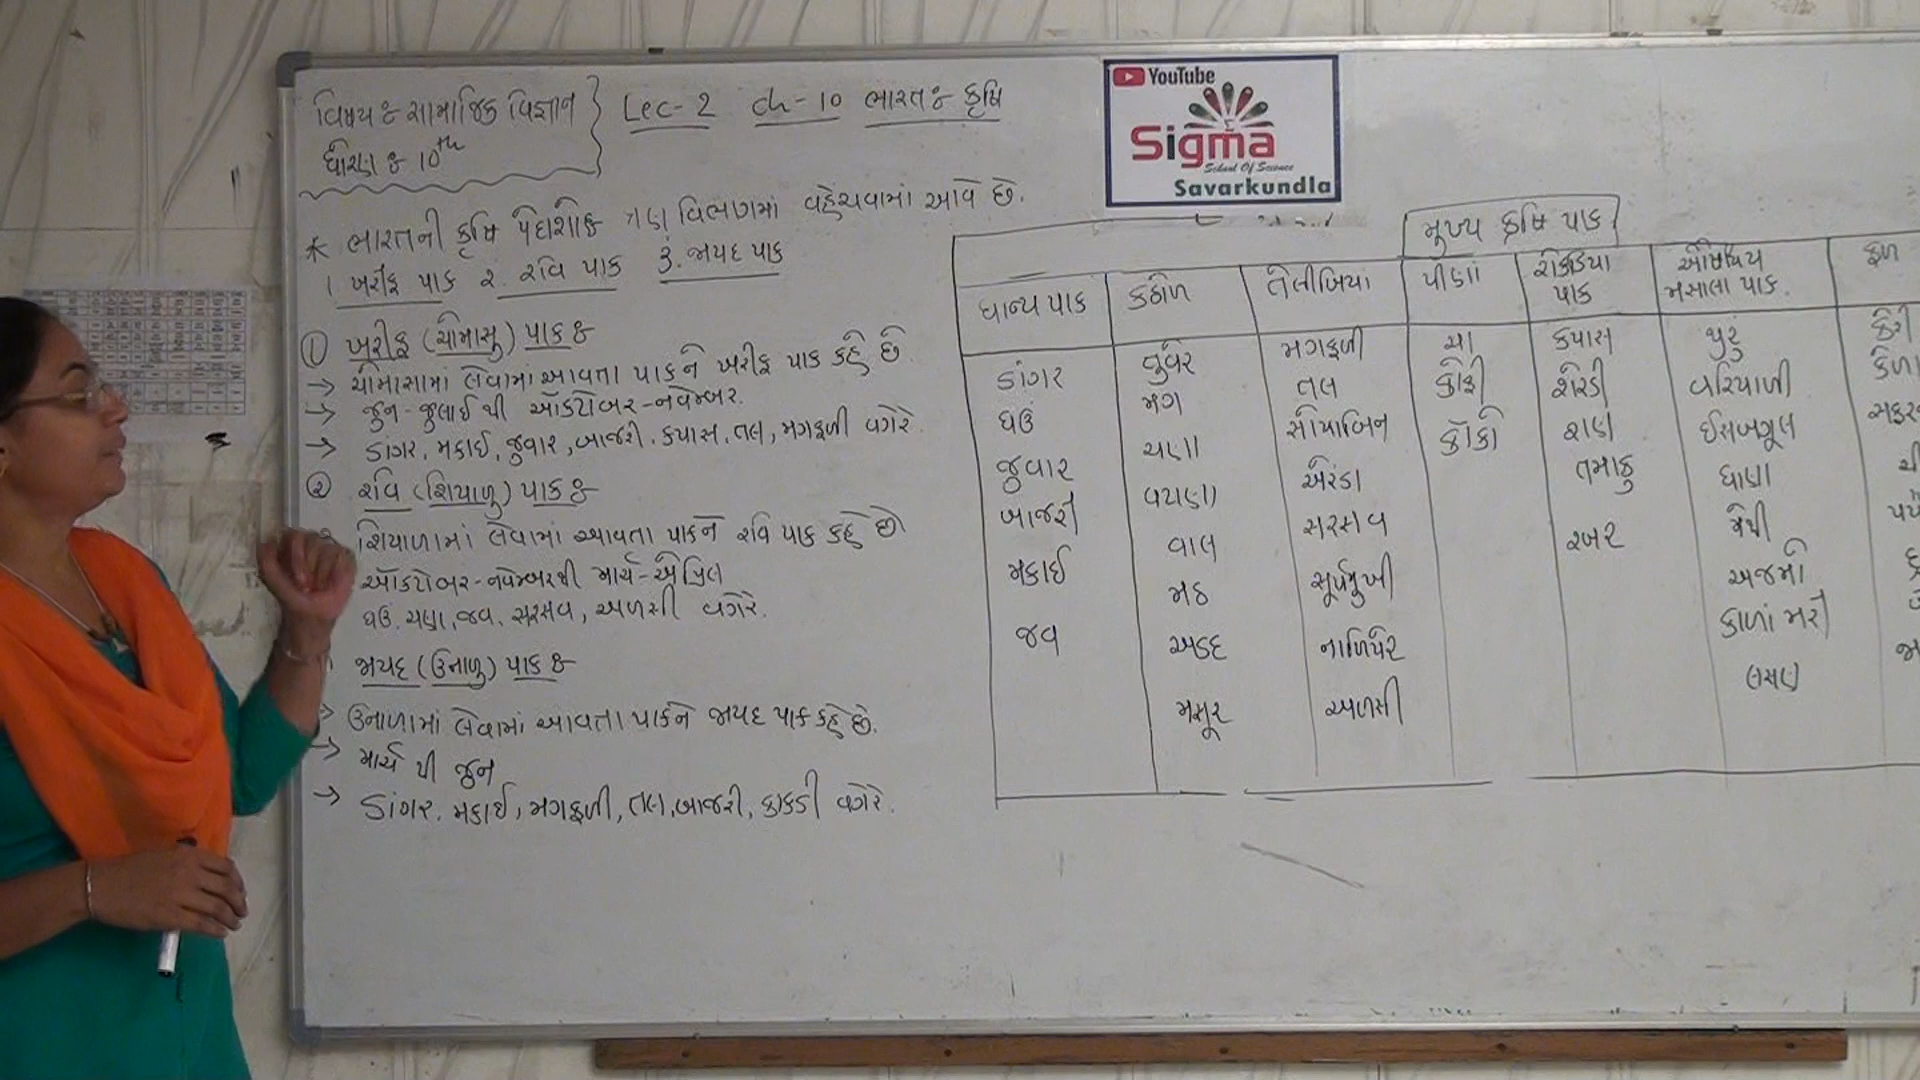 વિષય : સામાજિક વિજ્ઞાન
ધોરણ : 10th
Lec-2 ch-10 ભારત : કૃષિ
YouTube
Sigma
School Of Science
Savarkundla
* ભારતની કૃષિ પેદાશોક ત્રણ વિભાગમાં વહેંચવામાં આવે છે.
1. ખરીફ પાક ૨. રવિ પાક ૩. જાયદ પાક
① ખરીફ (ચોમાસુ) પાક :
→ ચોમાસામાં લેવામાં આવતા પાકને ખરીફ પાક કહે છે.
→ જુન - જુલાઈ થી ઑક્ટોબર-નવેમ્બર.
→ ડાંગર, મકાઈ, જુવાર, બાજરી, કપાસ, તલ, મગફળી વગેરે.
② રવિ (શિયાળુ) પાક :
શિયાળામાં લેવામાં આવતા પાકને રવિ પાક કહે છે.
ઑક્ટોબર-નવેમ્બરથી માર્ચ-એપ્રિલ
ઘઉં, ચણા, જવ, સરસવ, અળસી વગેરે.
જાયદ (ઉનાળુ) પાક :
→ ઉનાળામાં લેવામાં આવતા પાકને જાયદ પાક કહે છે.
→ માર્ચ થી જુન
→ ડાંગર, મકાઈ, મગફળી, તલ, બાજરી, કાકડી વગેરે.
મુખ્ય કૃષિ પાક
ધાન્ય પાક
ડાંગર
ઘઉં
જુવાર
બાજરી
મકાઈ
જવ
કઠોળ
તુવેર
મગ
ચણા
વટાણા
વાલ
મઠ
અડદ
મસૂર
તેલીબિયાં
મગફળી
તલ
સોયાબિન
એરંડા
સરસવ
સૂર્યમુખી
નાળિયેર
અળસી
પીણાં
ચા
કોફી
કોકો
રોકડિયા
પાક
કપાસ
શેરડી
શણ
તમાકુ
રબર
ઔષધિય
મસાલા પાક.
જીરું
વરિયાળી
ઈસબગૂલ
ધાણા
મેથી
અજમો
કાળાં મરી
લસણ
ફળ
કેરી
કેળા